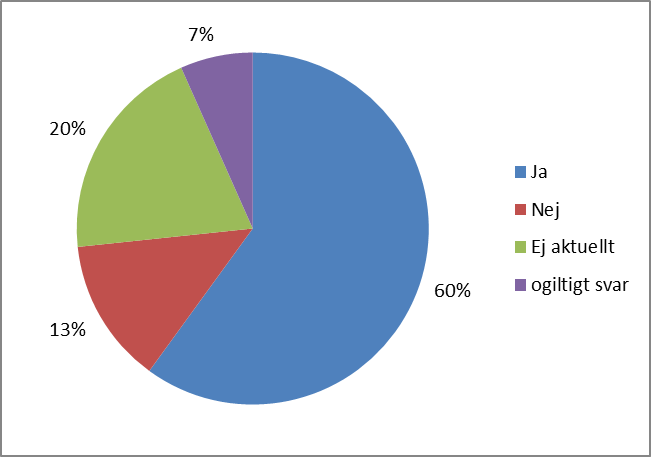 7%
20%
13%
60%
Ja
Nej
Ej aktuellt
ogiltigt svar